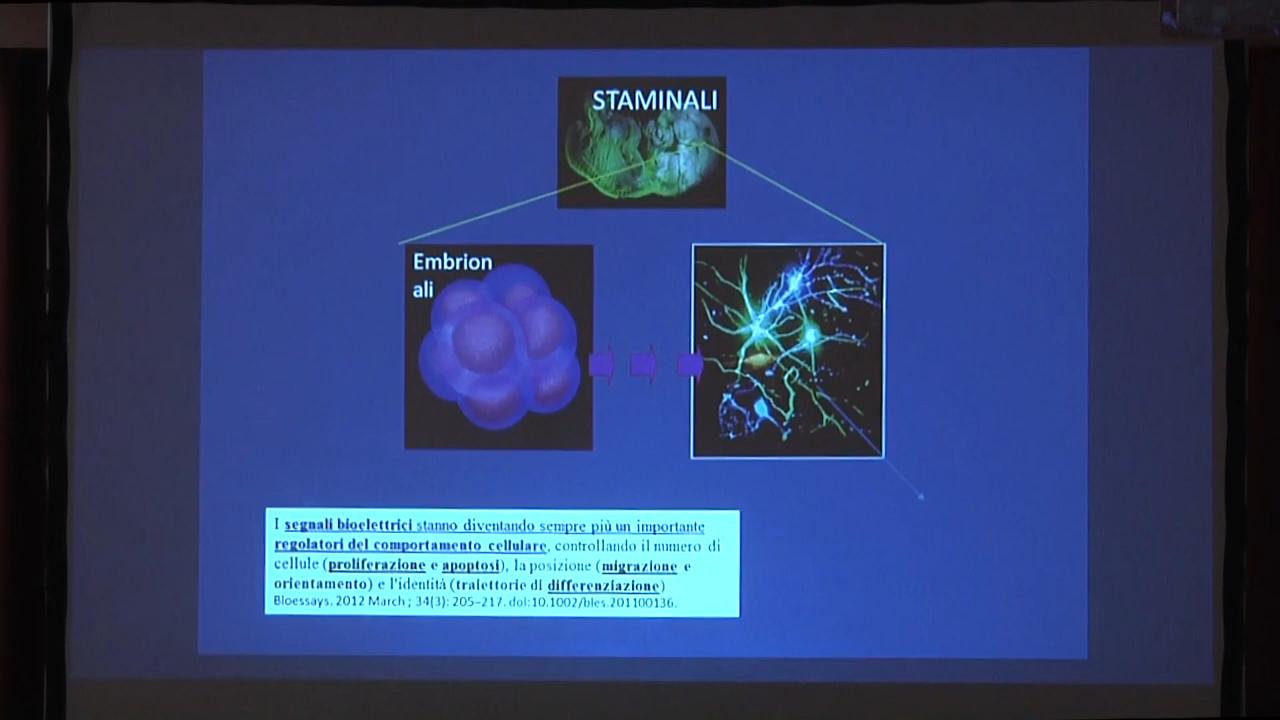 STAMINALI
Embrion
ali
I segnali bioelettrici stanno diventando sempre più un importante
regolatori del comportamento cellulare, controllando il numero di
cellule (proliferazione e apoptosi), la posizione (migrazione e
orientamento) e l'identità (traiettorie di differenziazione)
Bioessays. 2012 March ; 34(3): 205–217. doi:10.1002/bies.201100136.